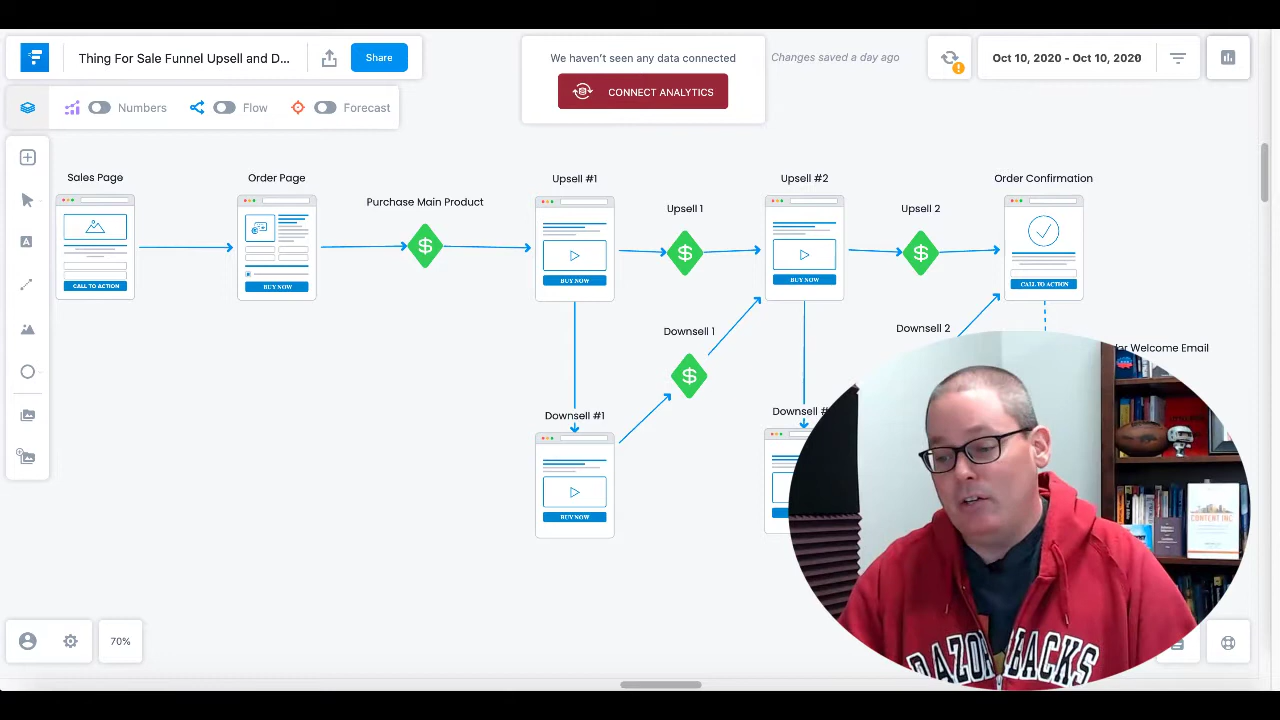 Thing For Sale Funnel Upsell and D...
Share
We haven't seen any data connected
CONNECT ANALYTICS
Changes saved a day ago
Oct 10, 2020 - Oct 10, 2020
Numbers
Flow
Forecast
Sales Page
Order Page
Purchase Main Product
Upsell #1
Upsell 1
Upsell #2
Upsell 2
Order Confirmation
CALL TO ACTION
BUY NOW
BUY NOW
BUY NOW
CALL TO ACTION
Downsell 1
Downsell 2
Welcome Email
Downsell #1
Downsell #
BUY NOW
CONTENT INC.
70%
RAZORBACKS